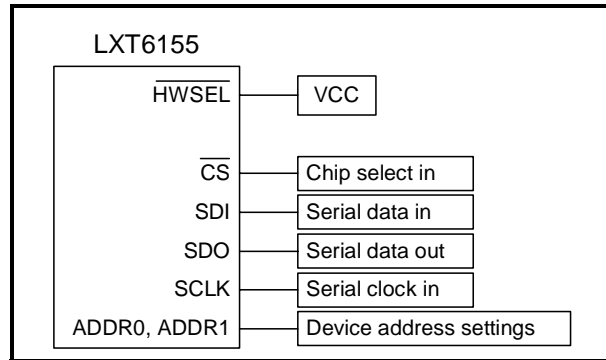 LXT6155
HWSEL VCC
CS Chip select in
SDI Serial data in
SDO Serial data out
SCLK Serial clock in
ADDR0, ADDR1 Device address settings